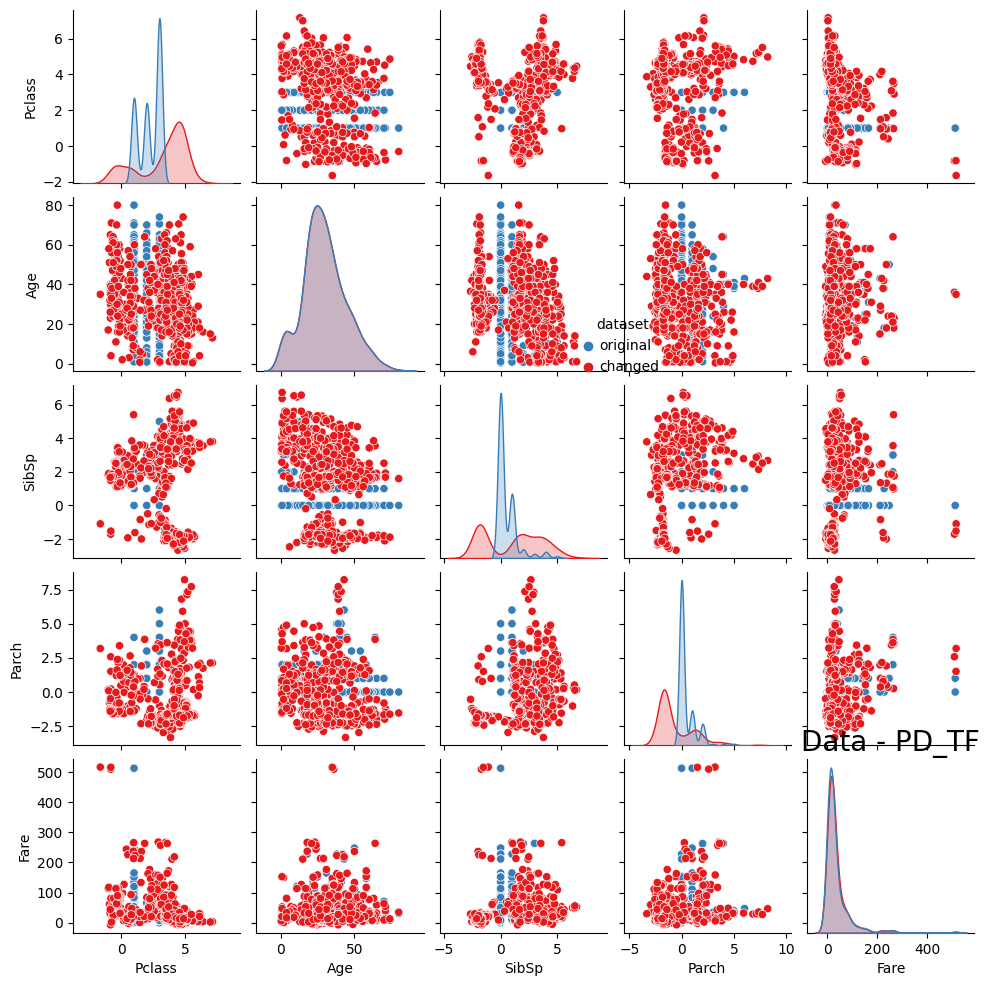 6
4
2
0
−2
Pclass
80
60
40
20
0
Age
dataset
original
changed
6
4
2
0
−2
SibSp
7.5
5.0
2.5
0.0
−2.5
Parch
Data - PD_TF
500
400
300
200
100
0
Fare
0 5
Pclass
0 50
Age
−5 0 5
SibSp
−5 0 5 10
Parch
0 200 400
Fare